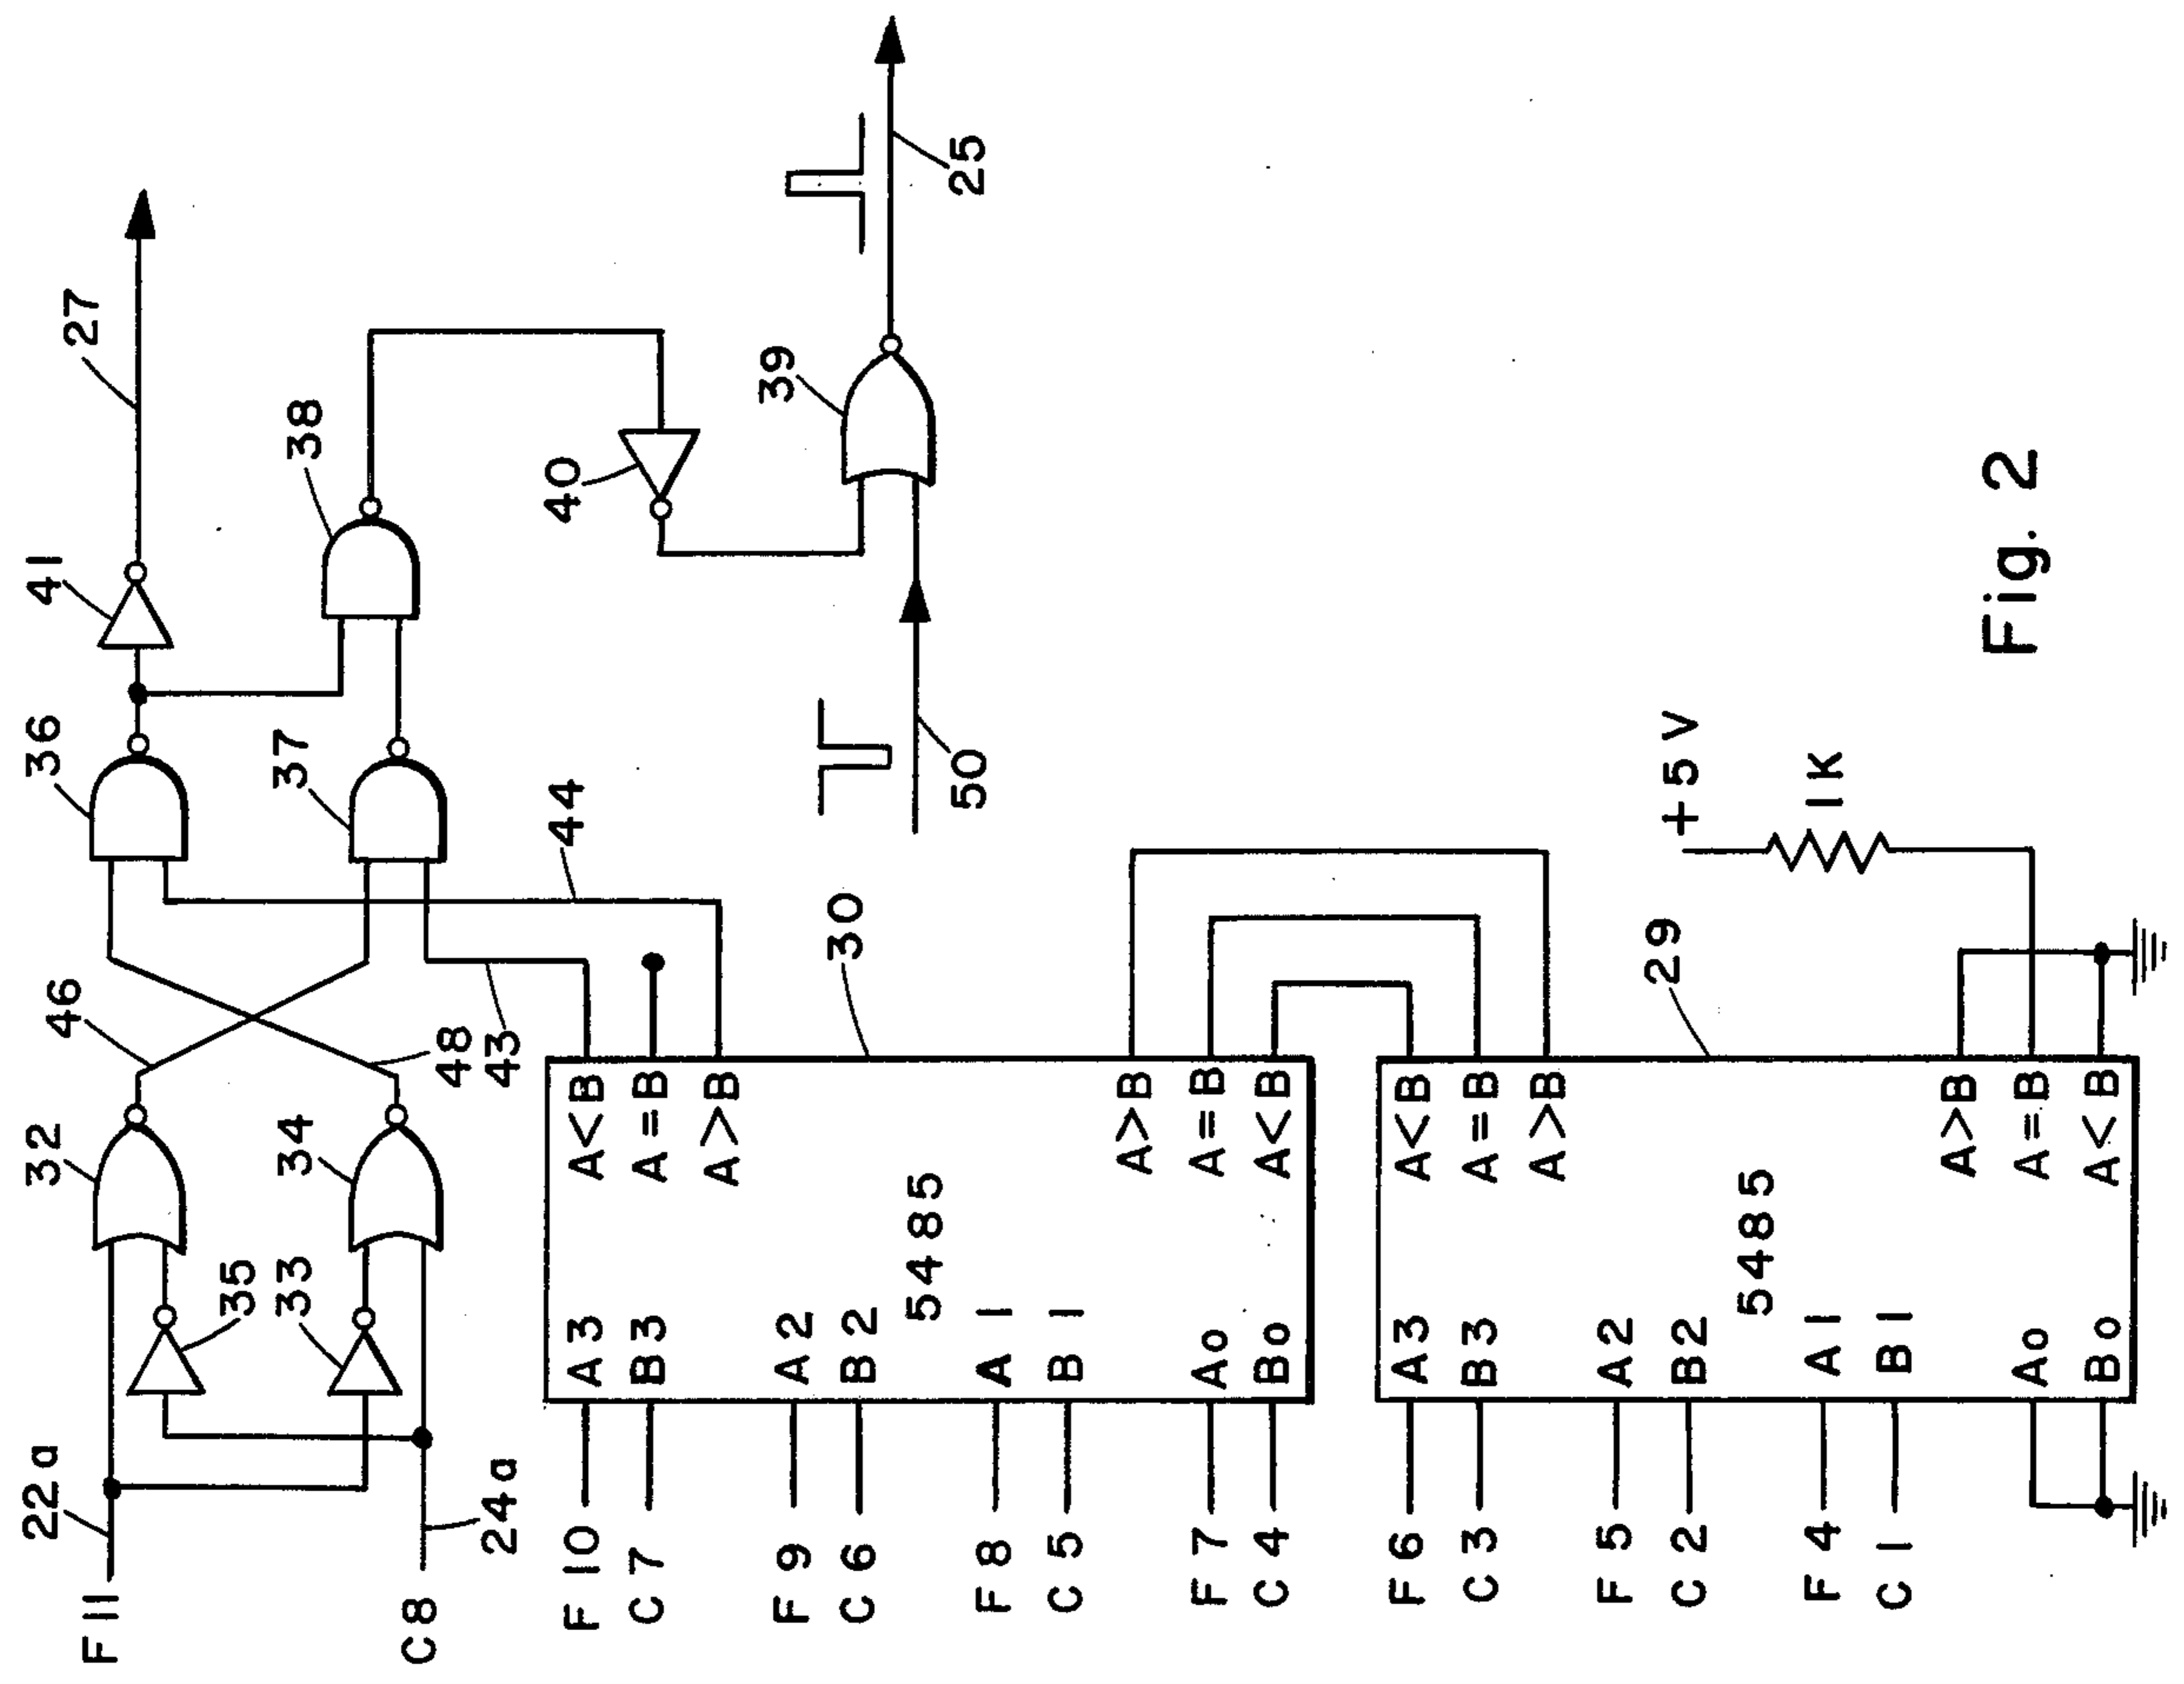 27
41
38
36
37
46
32
34
35
33
22a
F11
C8
24a
48
43
44
40
39
25
50
30
A<B
A=B
A>B
A>B
A=B
A<B
5485
A3
B3
A2
B2
A1
B1
Ao
Bo
F10
C7
F9
C6
F8
C5
F7
C4
29
+5V
1K
A<B
A=B
A>B
A>B
A=B
A<B
5485
A3
B3
A2
B2
A1
B1
Ao
Bo
F6
C3
F5
C2
F4
C1
Fig. 2